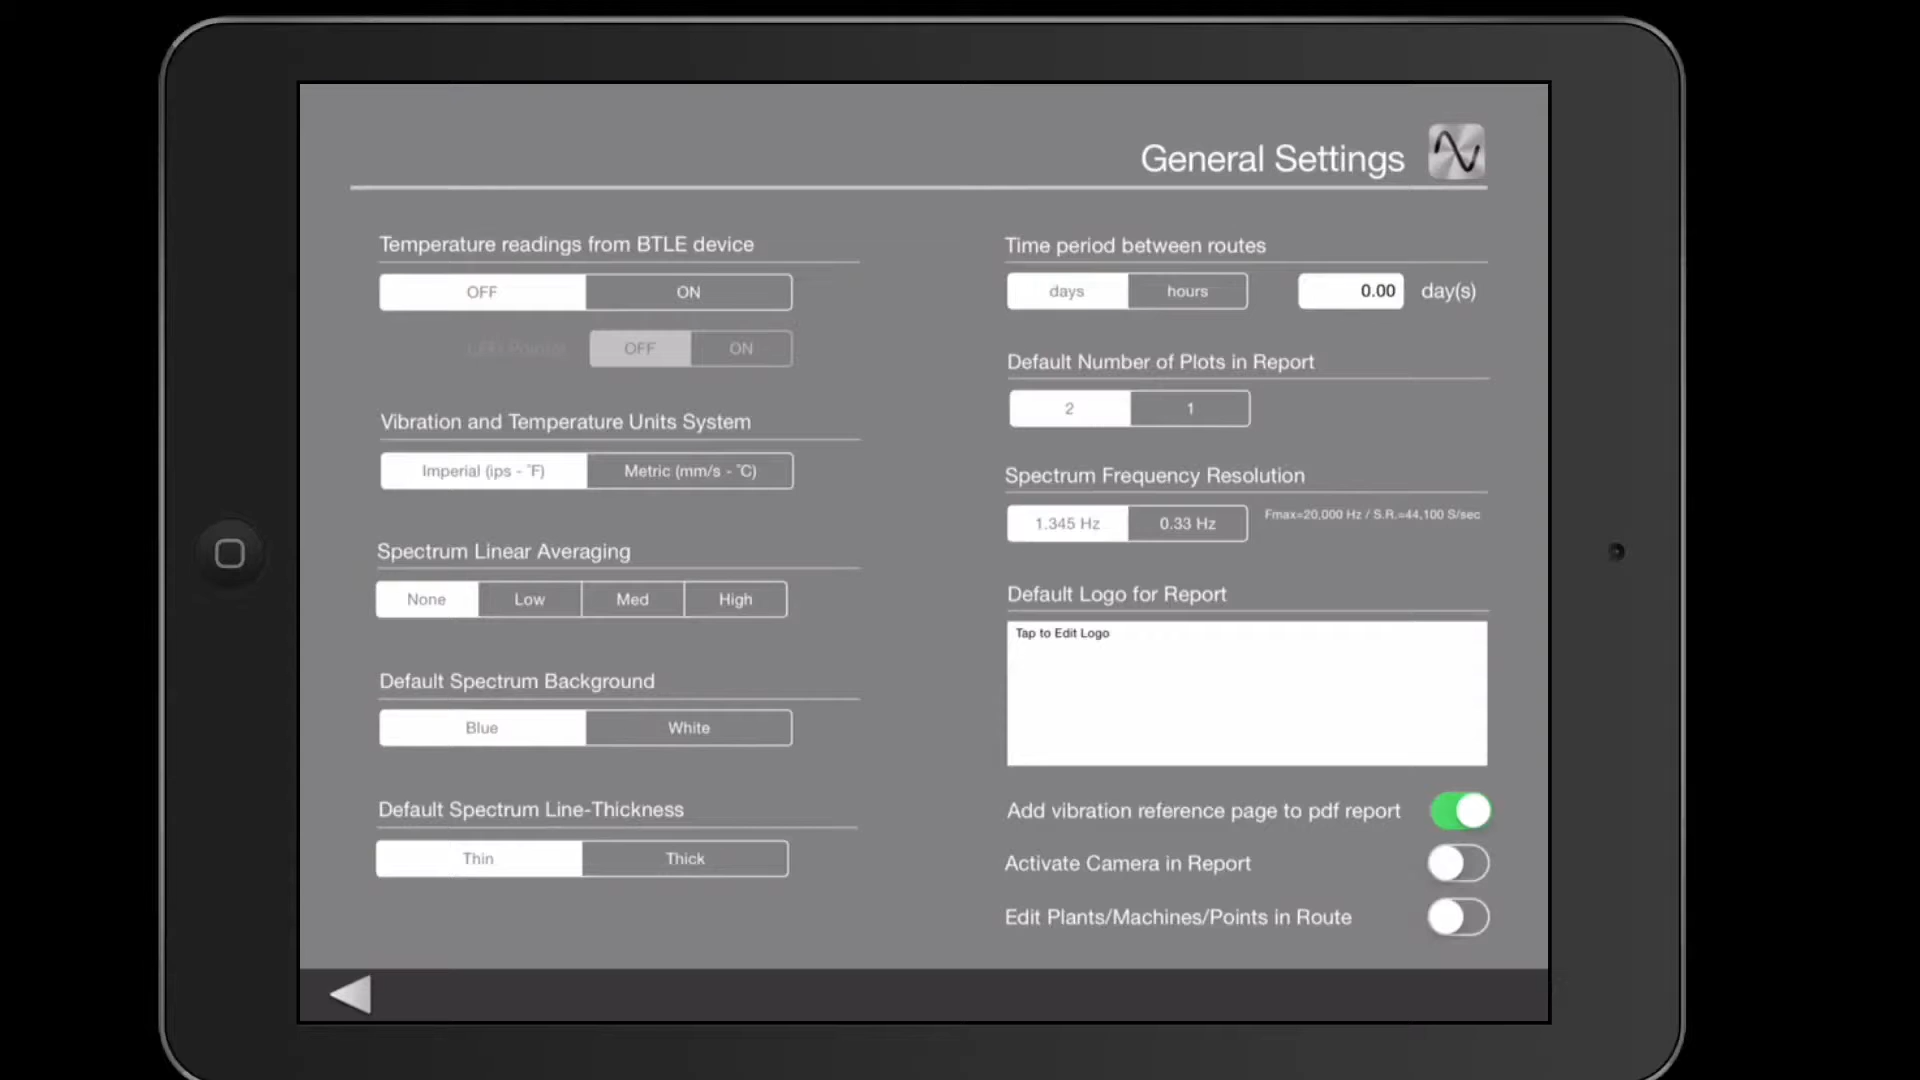 General Settings
Temperature readings from BTLE device
OFF ON
LED Pointer OFF ON
Vibration and Temperature Units System
Imperial (ips - °F) Metric (mm/s - °C)
Spectrum Linear Averaging
None Low Med High
Default Spectrum Background
Blue White
Default Spectrum Line-Thickness
Thin Thick
Time period between routes
days hours 0.00 day(s)
Default Number of Plots in Report
2 1
Spectrum Frequency Resolution
1.345 Hz 0.33 Hz Fmax=20,000 Hz / S.R.=44,100 S/sec
Default Logo for Report
Tap to Edit Logo
Add vibration reference page to pdf report
Activate Camera in Report
Edit Plants/Machines/Points in Route